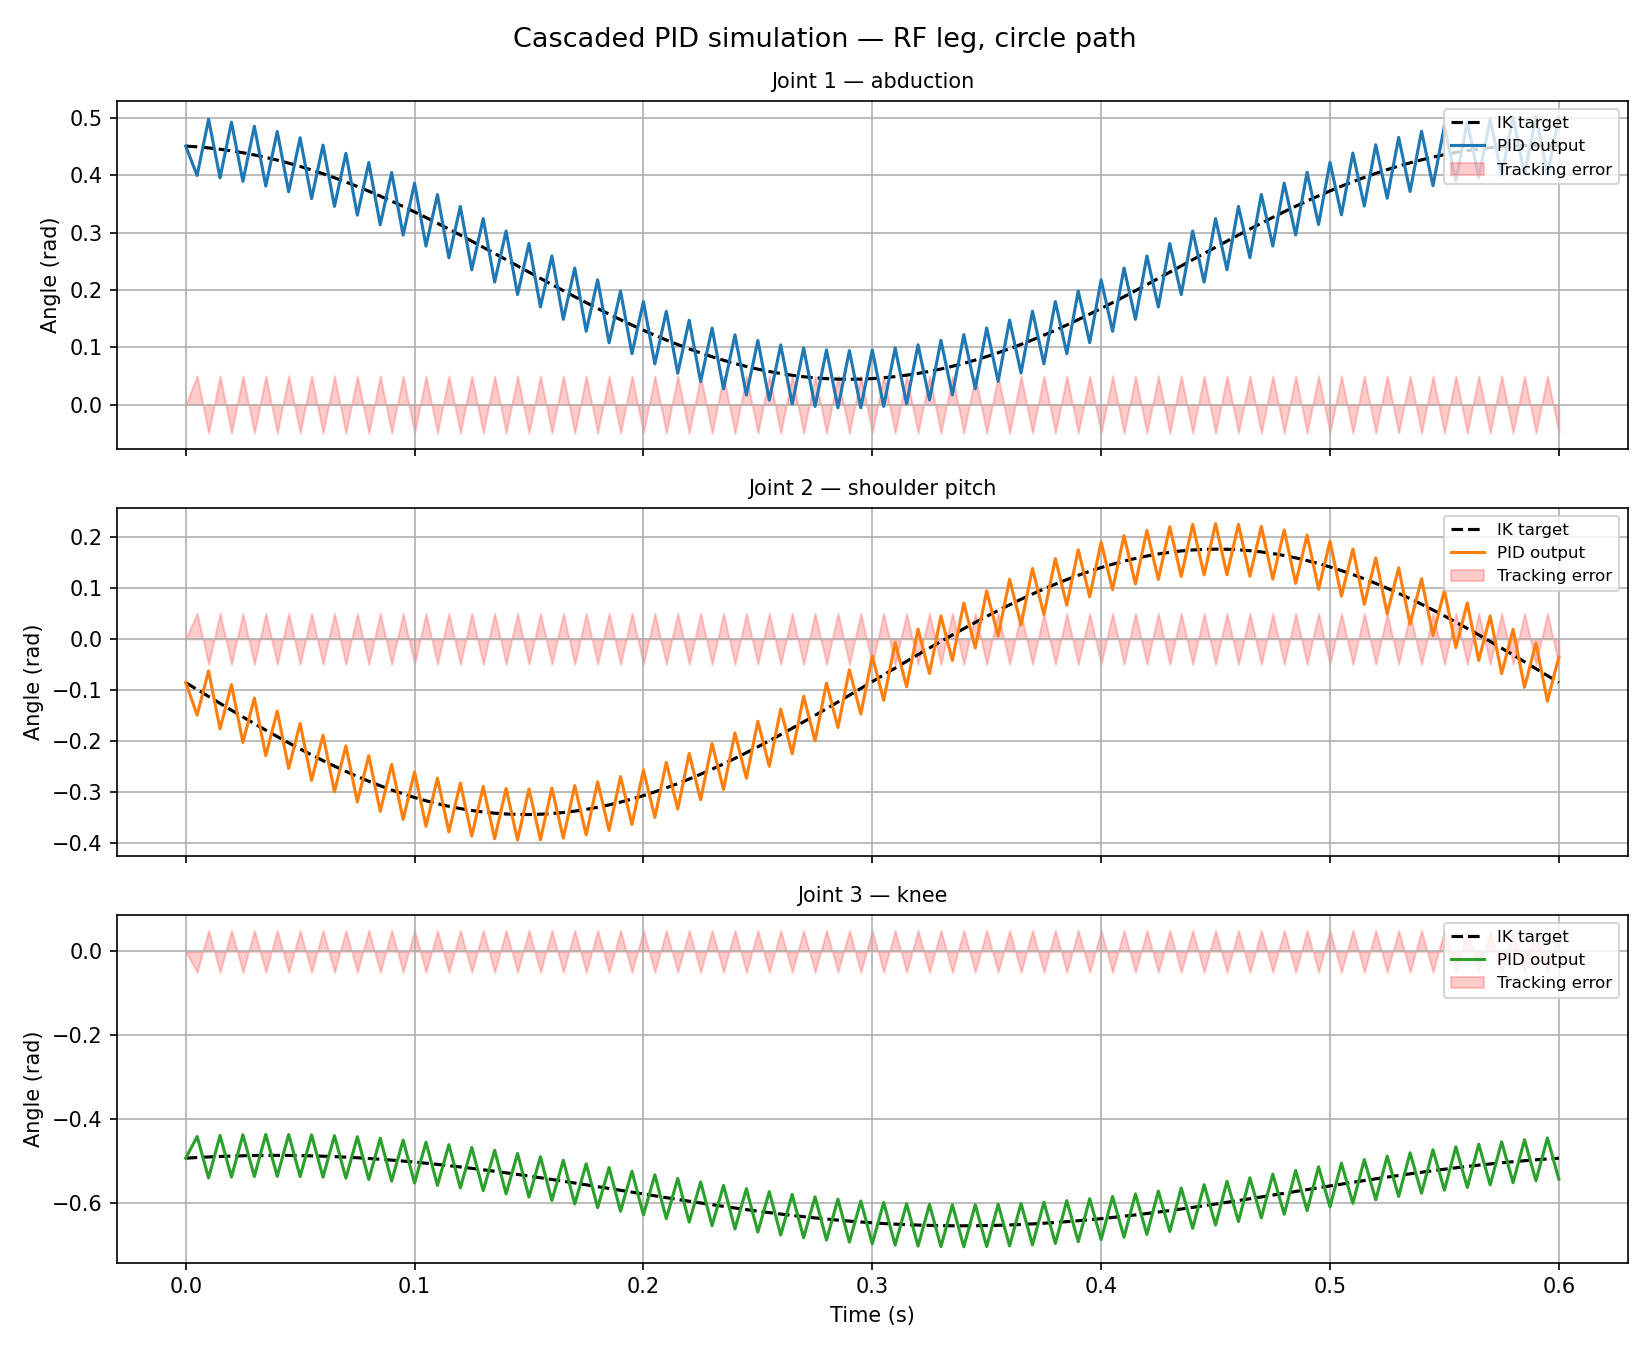 Cascaded PID simulation — RF leg, circle path
Joint 1 — abduction
Angle (rad)
0.5
0.4
0.3
0.2
0.1
0.0
IK target
PID output
Tracking error
Joint 2 — shoulder pitch
Angle (rad)
0.2
0.1
0.0
−0.1
−0.2
−0.3
−0.4
IK target
PID output
Tracking error
Joint 3 — knee
Angle (rad)
0.0
−0.2
−0.4
−0.6
IK target
PID output
Tracking error
0.0 0.1 0.2 0.3 0.4 0.5 0.6
Time (s)